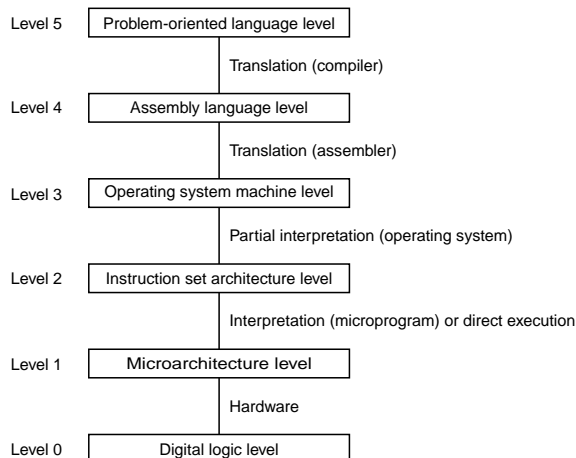 Level 5 Problem-oriented language level
Translation (compiler)
Level 4 Assembly language level
Translation (assembler)
Level 3 Operating system machine level
Partial interpretation (operating system)
Level 2 Instruction set architecture level
Interpretation (microprogram) or direct execution
Level 1 Microarchitecture level
Hardware
Level 0 Digital logic level